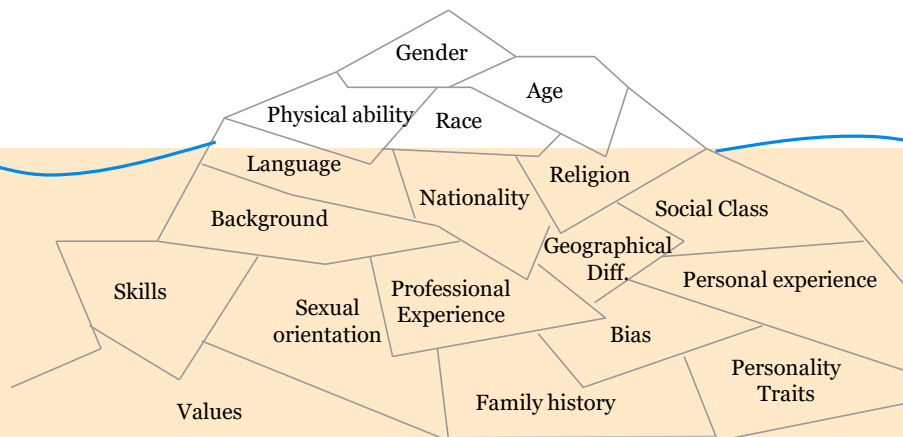 Gender
Age
Physical ability
Race
Language
Religion
Nationality
Social Class
Background
Geographical
Diff.
Personal experience
Skills
Professional
Experience
Sexual
orientation
Bias
Personality
Traits
Family history
Values